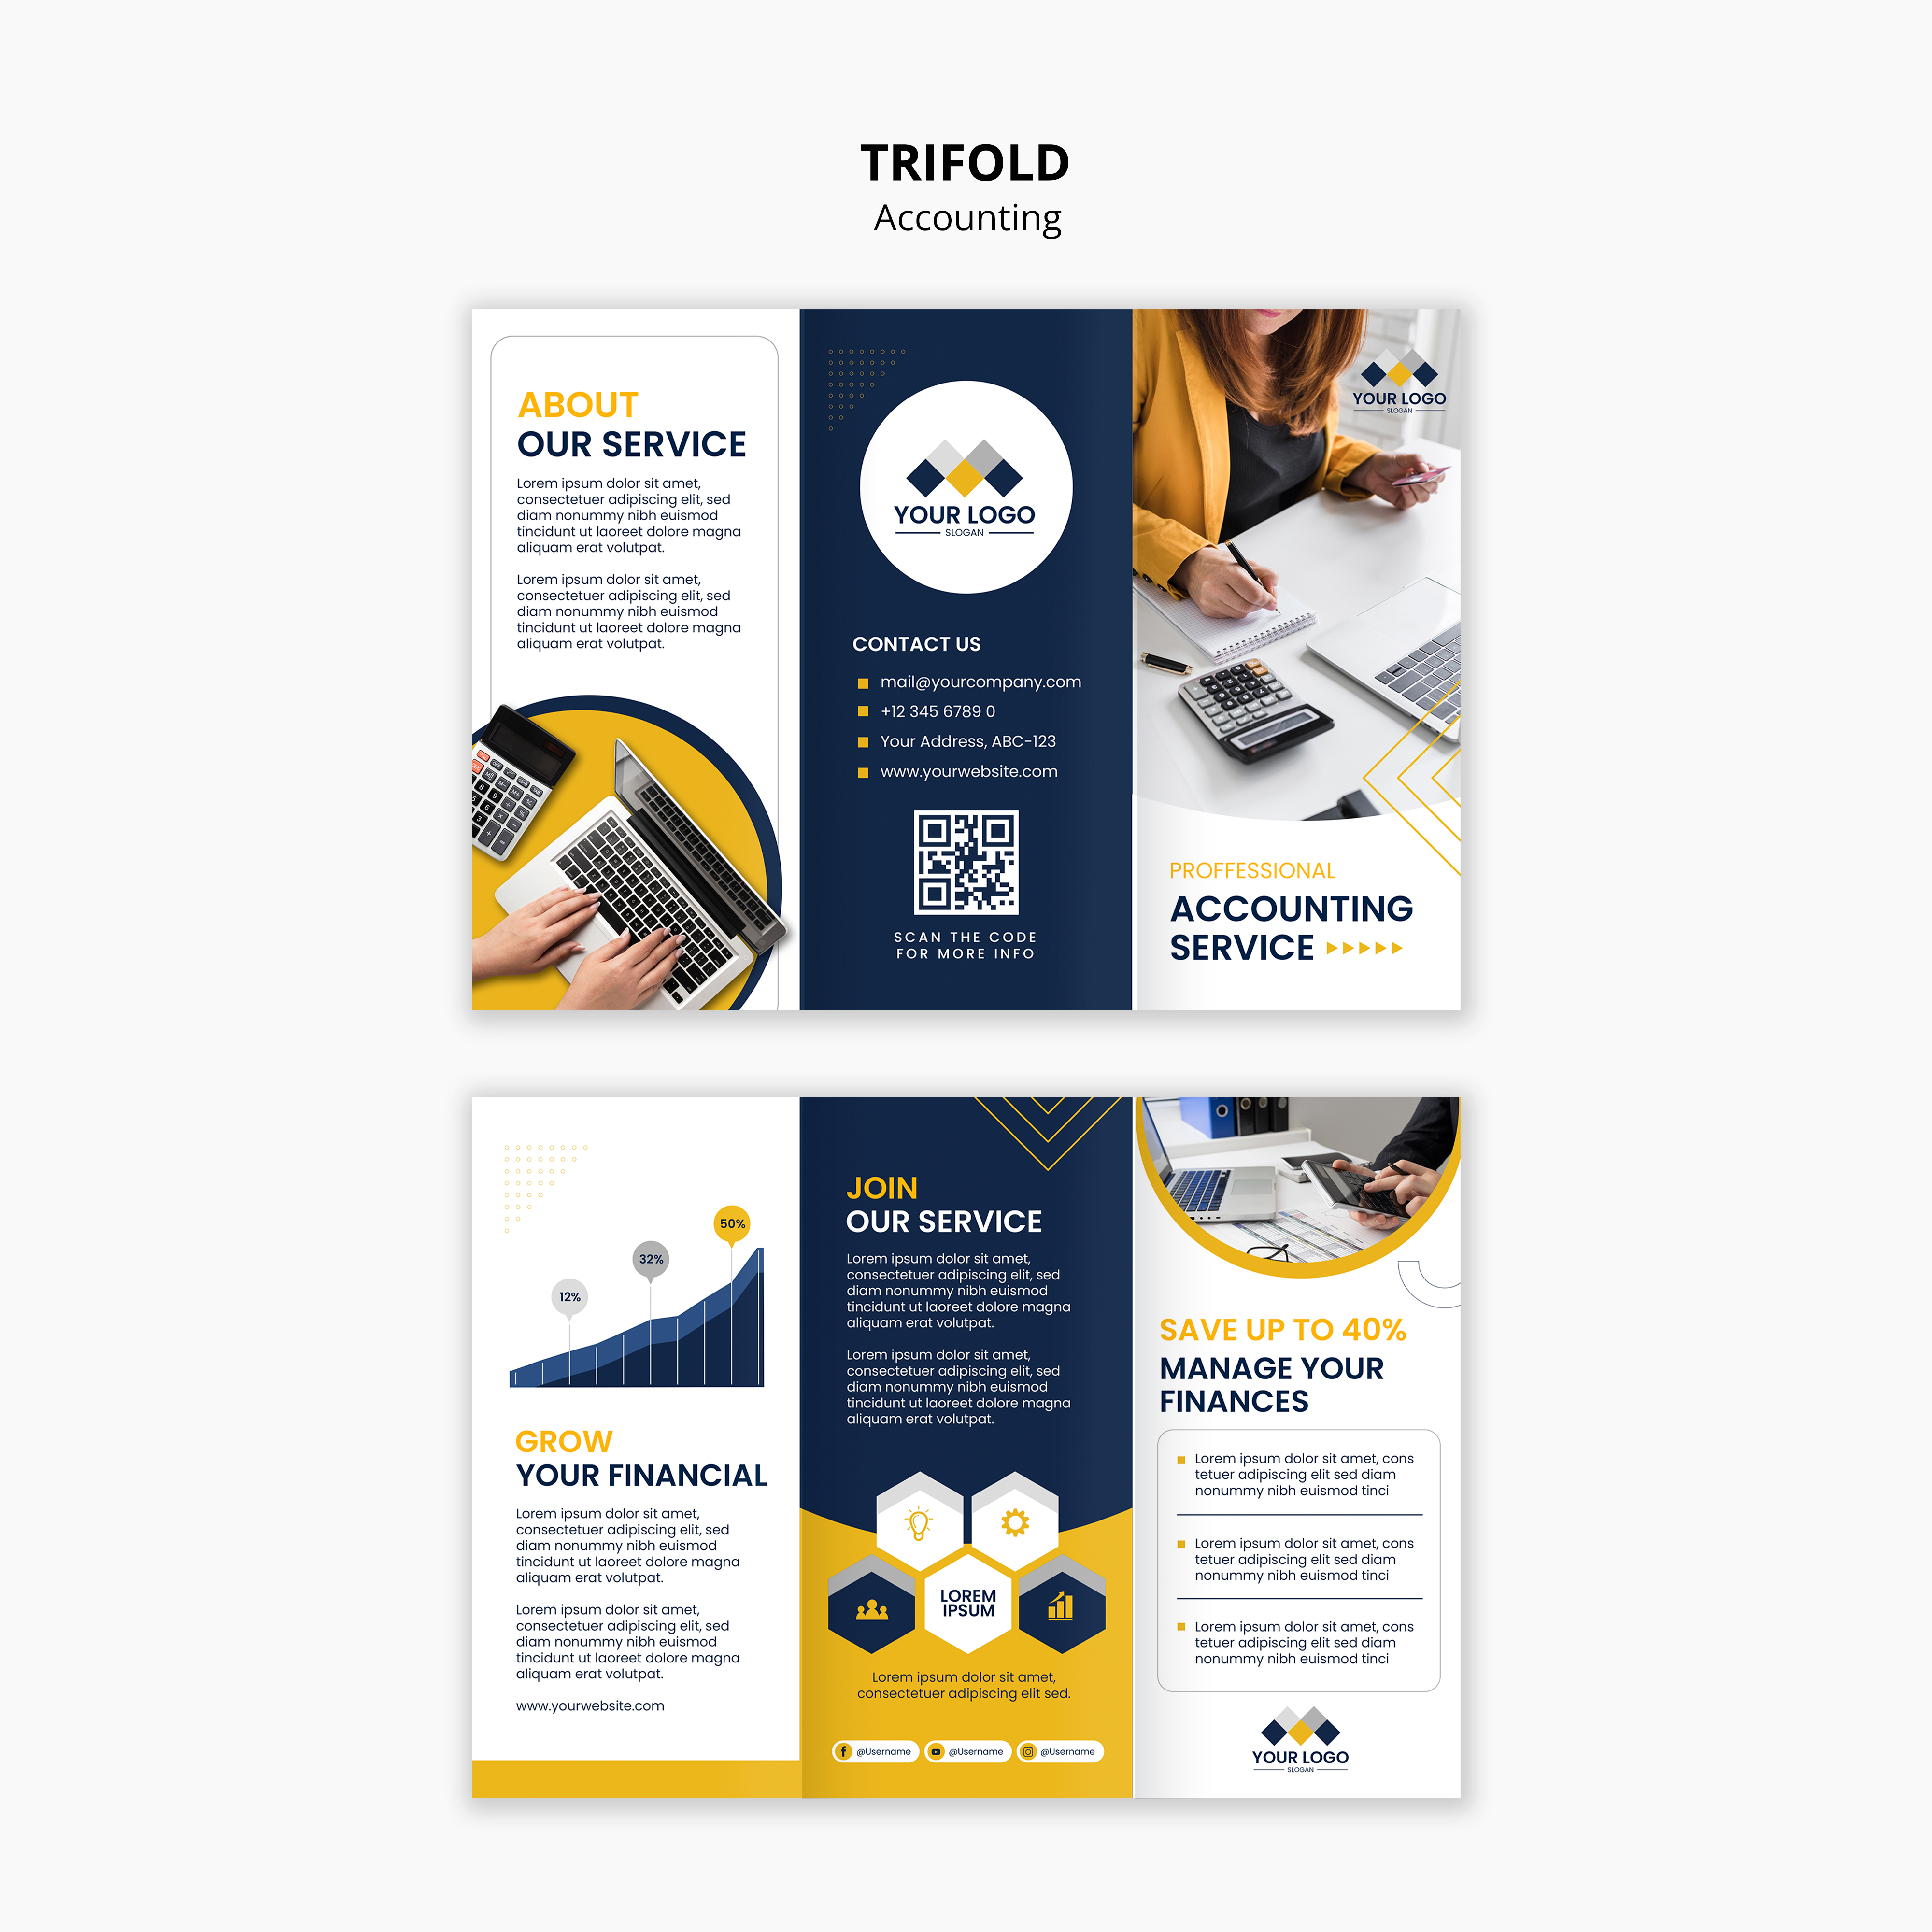 TRIFOLD
Accounting
ABOUT
OUR SERVICE
Lorem ipsum dolor sit amet,
consectetuer adipiscing elit, sed
diam nonummy nibh euismod
tincidunt ut laoreet dolore magna
aliquam erat volutpat.
Lorem ipsum dolor sit amet,
consectetuer adipiscing elit, sed
diam nonummy nibh euismod
tincidunt ut laoreet dolore magna
aliquam erat volutpat.
YOUR LOGO
SLOGAN
CONTACT US
mail@yourcompany.com
+12 345 6789 0
Your Address, ABC-123
www.yourwebsite.com
SCAN THE CODE
FOR MORE INFO
YOUR LOGO
SLOGAN
PROFFESSIONAL
ACCOUNTING
SERVICE
50%
32%
12%
GROW
YOUR FINANCIAL
Lorem ipsum dolor sit amet,
consectetuer adipiscing elit, sed
diam nonummy nibh euismod
tincidunt ut laoreet dolore magna
aliquam erat volutpat.
Lorem ipsum dolor sit amet,
consectetuer adipiscing elit, sed
diam nonummy nibh euismod
tincidunt ut laoreet dolore magna
aliquam erat volutpat.
www.yourwebsite.com
JOIN
OUR SERVICE
Lorem ipsum dolor sit amet,
consectetuer adipiscing elit, sed
diam nonummy nibh euismod
tincidunt ut laoreet dolore magna
aliquam erat volutpat.
Lorem ipsum dolor sit amet,
consectetuer adipiscing elit, sed
diam nonummy nibh euismod
tincidunt ut laoreet dolore magna
aliquam erat volutpat.
LOREM
IPSUM
Lorem ipsum dolor sit amet,
consectetuer adipiscing elit sed.
@Username
@Username
@Username
SAVE UP TO 40%
MANAGE YOUR
FINANCES
Lorem ipsum dolor sit amet, cons
tetuer adipiscing elit sed diam
nonummy nibh euismod tinci
Lorem ipsum dolor sit amet, cons
tetuer adipiscing elit sed diam
nonummy nibh euismod tinci
Lorem ipsum dolor sit amet, cons
tetuer adipiscing elit sed diam
nonummy nibh euismod tinci
YOUR LOGO
SLOGAN